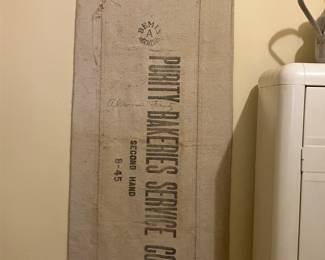 BEMIS
A
PURITY BAKERIES SERVICE CO
SECOND HAND
8-45